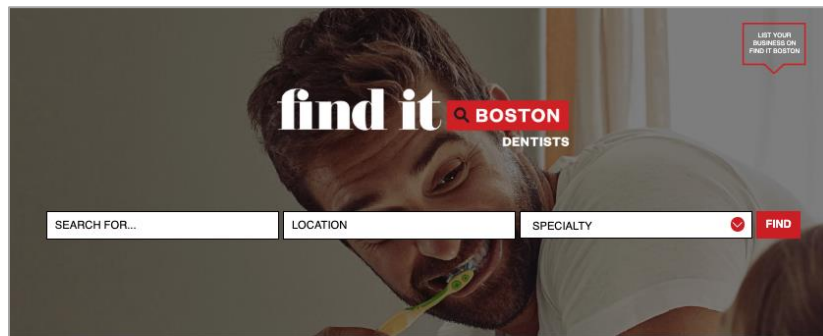 LIST YOUR
BUSINESS ON
FIND IT BOSTON
find it BOSTON
DENTISTS
SEARCH FOR...
LOCATION
SPECIALTY
FIND